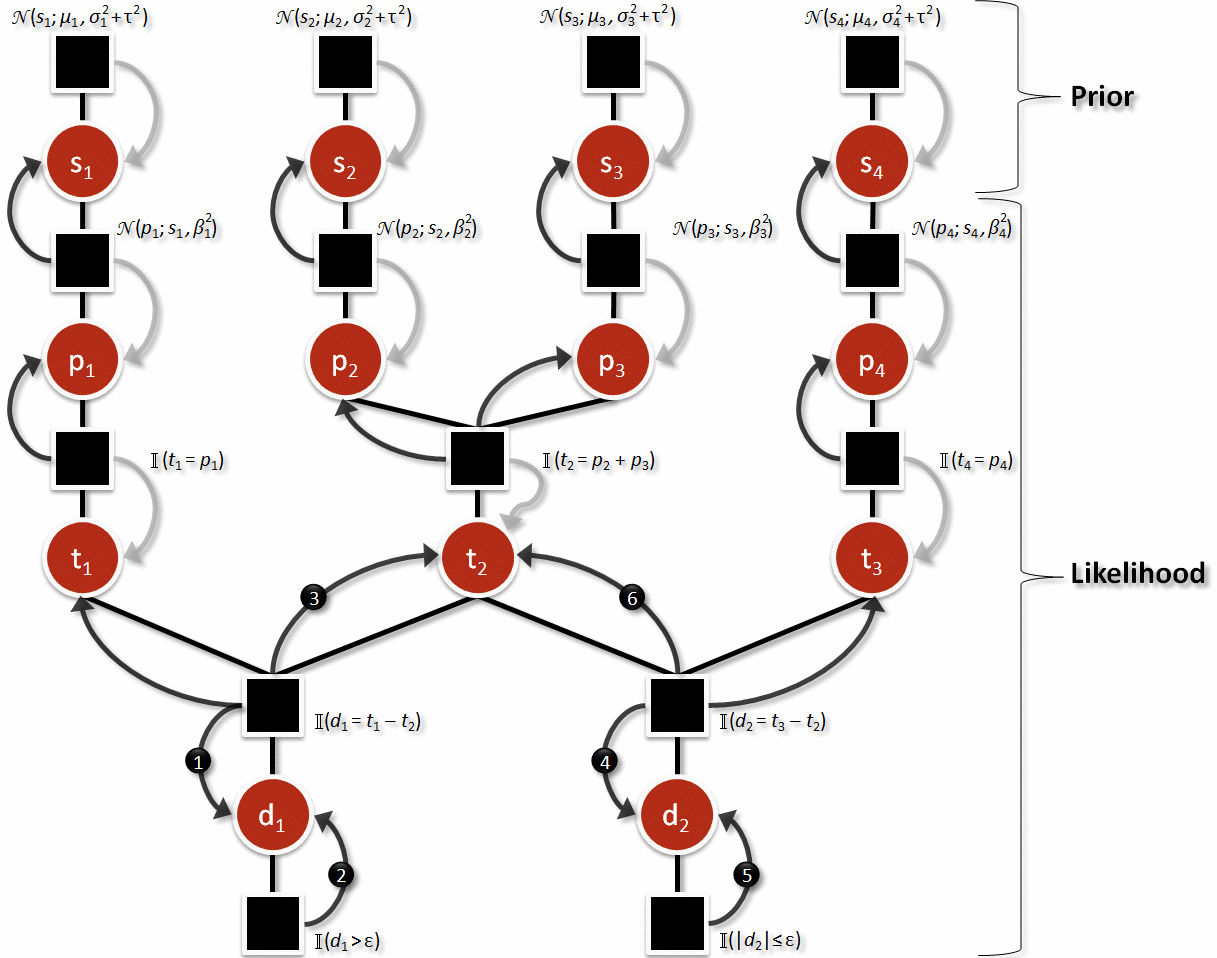 𝒩(s₁; μ₁, σ₁²+τ²)
𝒩(s₂; μ₂, σ₂²+τ²)
𝒩(s₃; μ₃, σ₃²+τ²)
𝒩(s₄; μ₄, σ₄²+τ²)
Prior
s₁
s₂
s₃
s₄
𝒩(p₁; s₁, β₁²)
𝒩(p₂; s₂, β₂²)
𝒩(p₃; s₃, β₃²)
𝒩(p₄; s₄, β₄²)
p₁
p₂
p₃
p₄
𝕀(t₁ = p₁)
𝕀(t₂ = p₂ + p₃)
𝕀(t₄ = p₄)
t₁
t₂
t₃
Likelihood
3
6
𝕀(d₁ = t₁ − t₂)
𝕀(d₂ = t₃ − t₂)
1
4
d₁
d₂
2
5
𝕀(d₁ > ε)
𝕀(|d₂| ≤ ε)